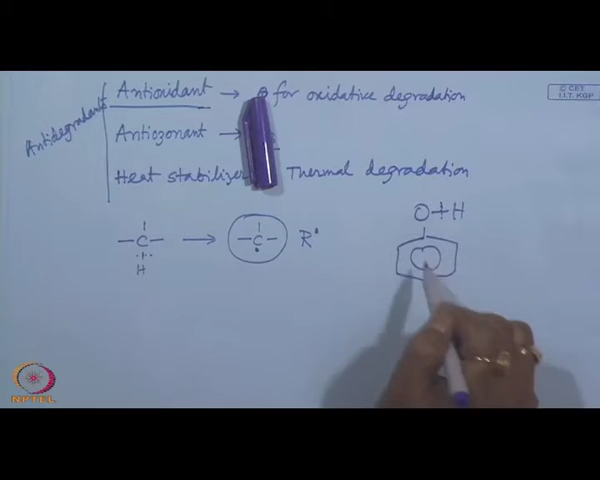 © CET
I.I.T. KGP
Antidegradants
Antioxidant → for oxidative degradation
Antiozonant →
Heat stabilizer Thermal degradation
O H
C → C R•
H
NPTEL